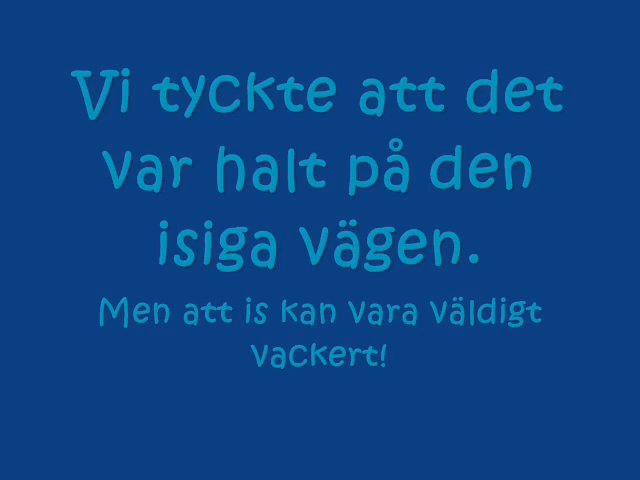 Vi tyckte att det
var halt på den
isiga vägen.
Men att is kan vara väldigt
vackert!